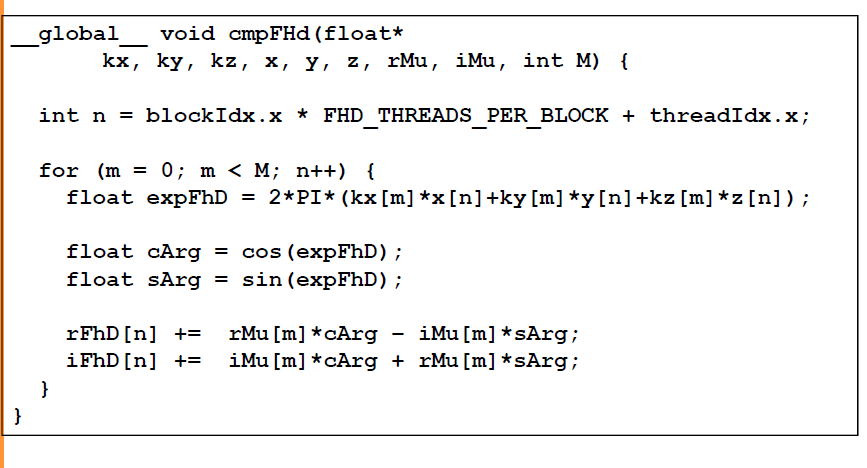 __global__ void cmpFHd(float*
kx, ky, kz, x, y, z, rMu, iMu, int M) {
int n = blockIdx.x * FHD_THREADS_PER_BLOCK + threadIdx.x;
for (m = 0; m < M; n++) {
float expFhD = 2*PI*(kx[m]*x[n]+ky[m]*y[n]+kz[m]*z[n]);
float cArg = cos(expFhD);
float sArg = sin(expFhD);
rFhD[n] += rMu[m]*cArg – iMu[m]*sArg;
iFhD[n] += iMu[m]*cArg + rMu[m]*sArg;
}
}